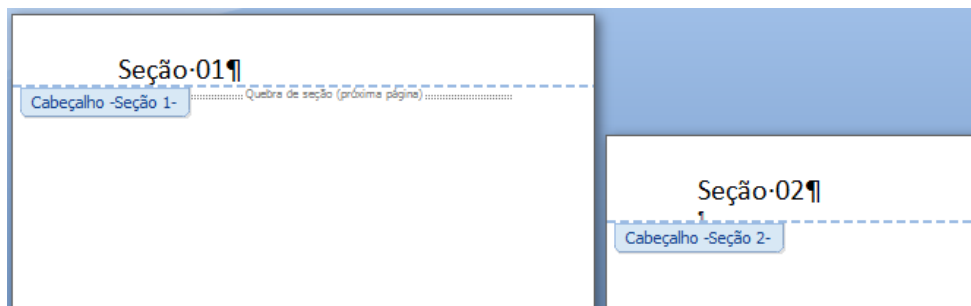 Seção·01¶
Cabeçalho -Seção 1-
Quebra de seção (próxima página)
Seção·02¶
¶
Cabeçalho -Seção 2-